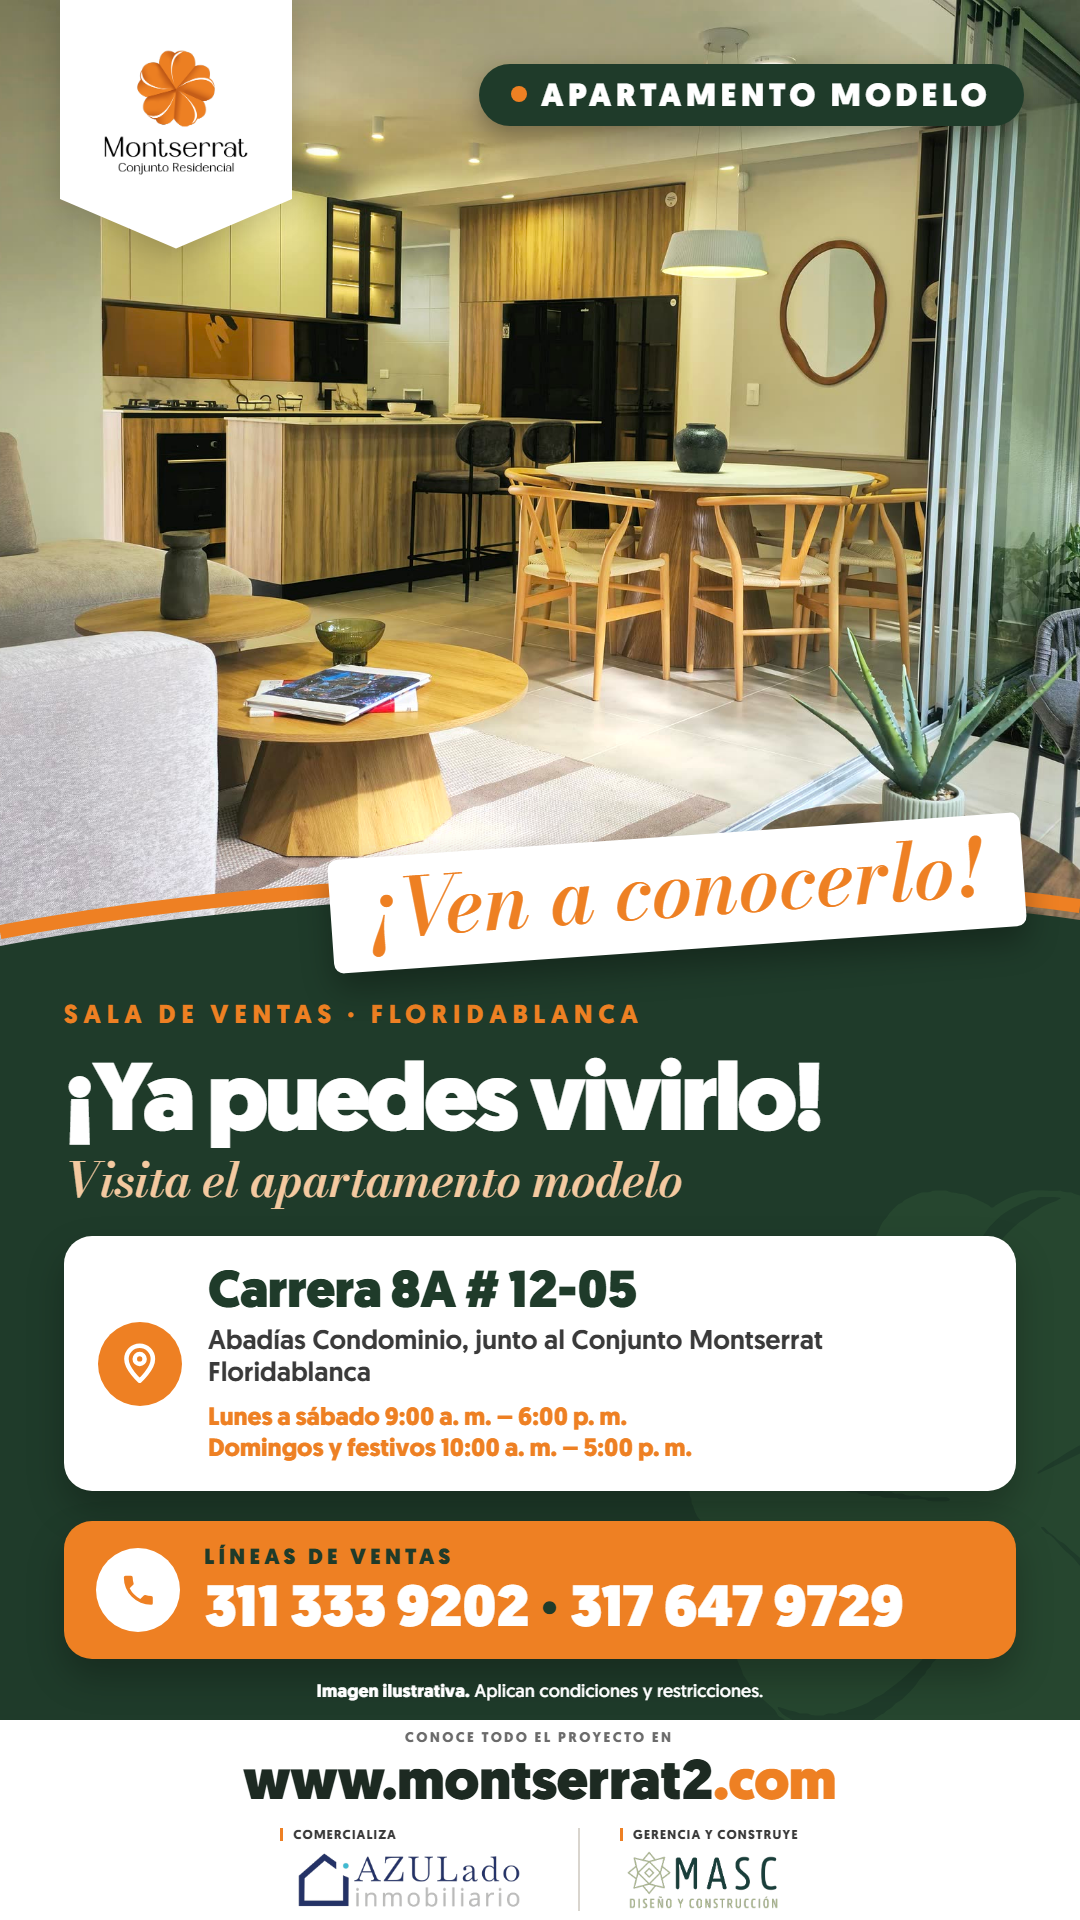 Montserrat
Conjunto Residencial
APARTAMENTO MODELO
¡Ven a conocerlo!
SALA DE VENTAS · FLORIDABLANCA
¡Ya puedes vivirlo!
Visita el apartamento modelo
Carrera 8A # 12-05
Abadías Condominio, junto al Conjunto Montserrat
Floridablanca
Lunes a sábado 9:00 a. m. – 6:00 p. m.
Domingos y festivos 10:00 a. m. – 5:00 p. m.
LÍNEAS DE VENTAS
311 333 9202 • 317 647 9729
Imagen ilustrativa. Aplican condiciones y restricciones.
CONOCE TODO EL PROYECTO EN
www.montserrat2.com
COMERCIALIZA
AZULado
inmobiliario
GERENCIA Y CONSTRUYE
MASC
DISEÑO Y CONSTRUCCIÓN